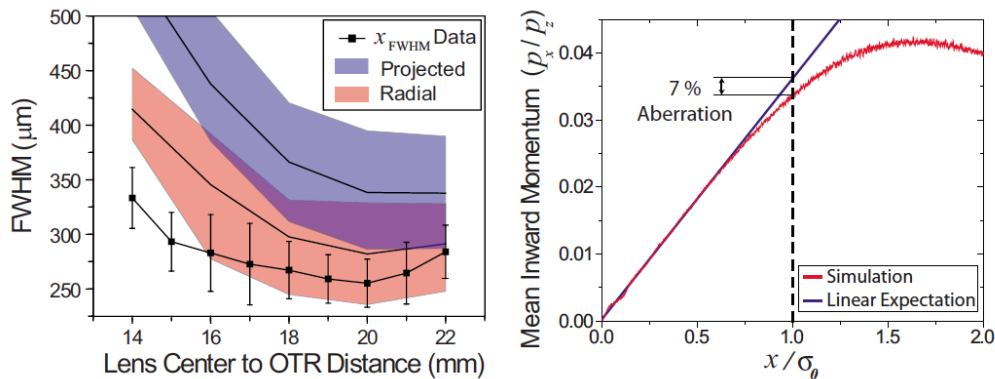 500
450
400
350
300
250
FWHM (μm)
x FWHM Data
Projected
Radial
14 16 18 20 22
Lens Center to OTR Distance (mm)
Mean Inward Momentum (p_x / p_z)
0.04
0.03
0.02
0.01
0.00
7 %
Aberration
Simulation
Linear Expectation
0.0 0.5 1.0 1.5 2.0
x/σ_0